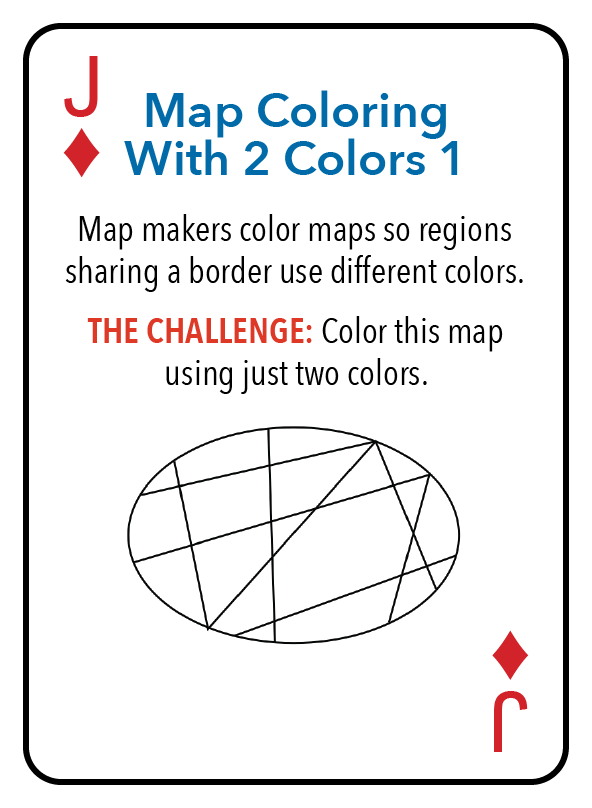 J
Map Coloring
With 2 Colors 1
Map makers color maps so regions
sharing a border use different colors.
THE CHALLENGE: Color this map
using just two colors.
J